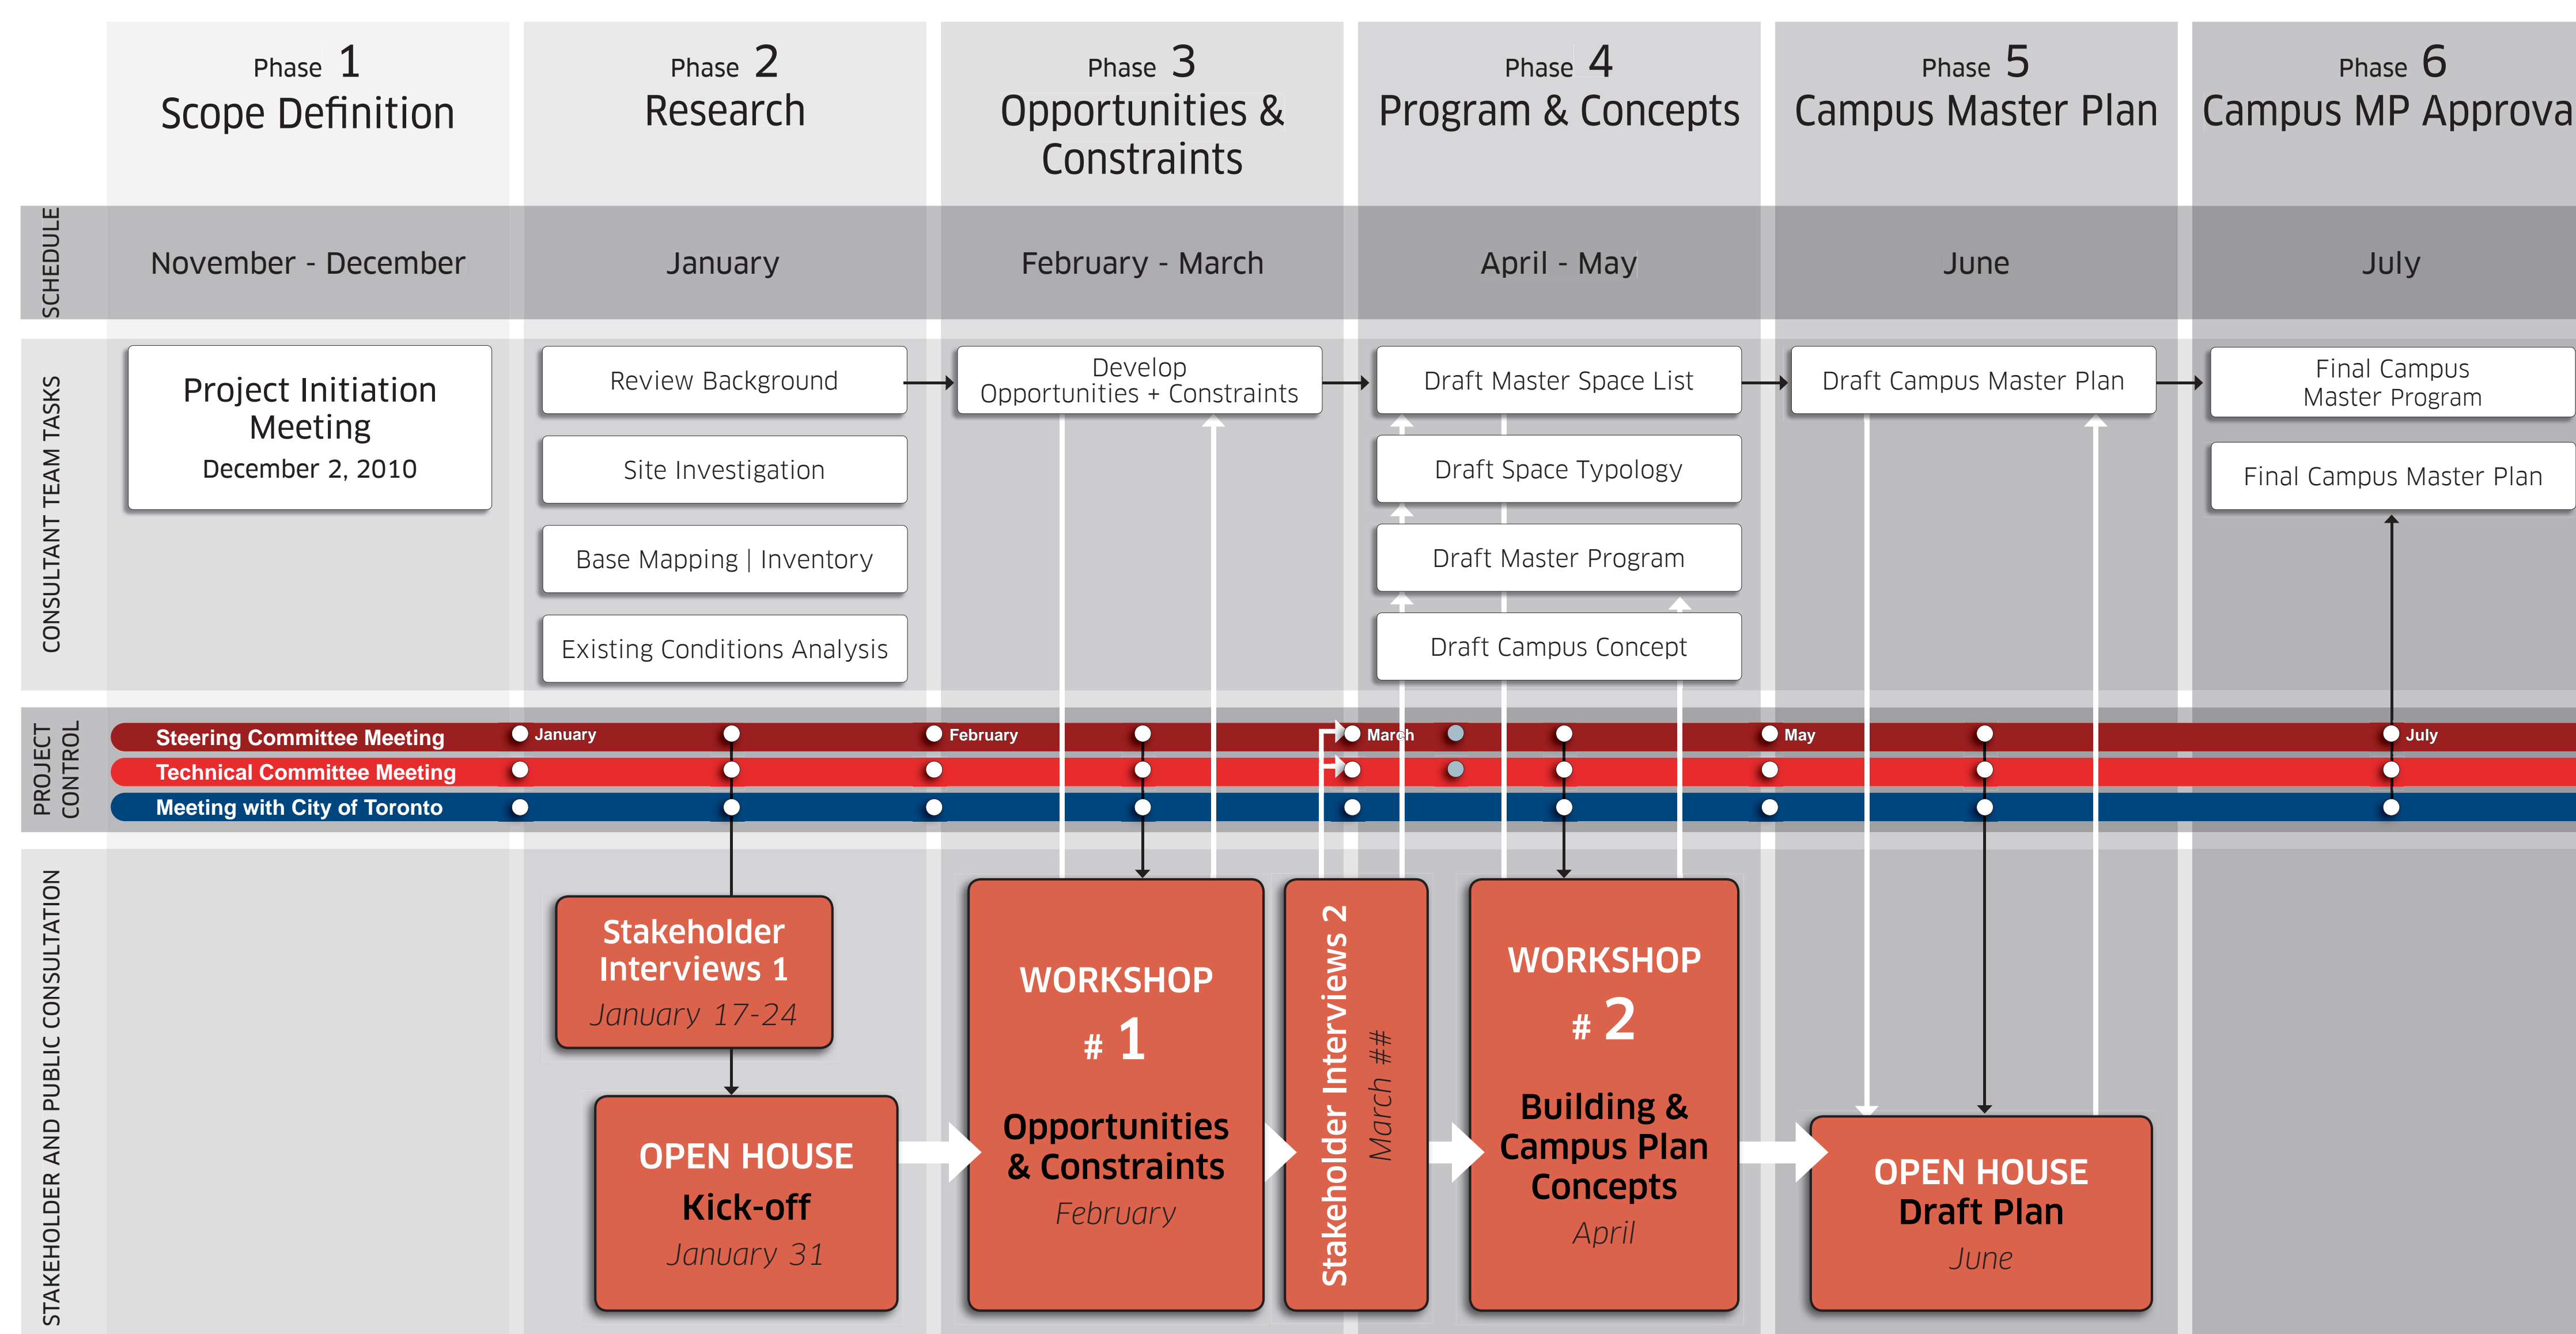 Phase 1
Scope Definition
Phase 2
Research
Phase 3
Opportunities &
Constraints
Phase 4
Program & Concepts
Phase 5
Campus Master Plan
Phase 6
Campus MP Approva
SCHEDULE
November - December
January
February - March
April - May
June
July
CONSULTANT TEAM TASKS
Project Initiation
Meeting
December 2, 2010
Review Background
Site Investigation
Base Mapping | Inventory
Existing Conditions Analysis
Develop
Opportunities + Constraints
Draft Master Space List
Draft Space Typology
Draft Master Program
Draft Campus Concept
Draft Campus Master Plan
Final Campus
Master Program
Final Campus Master Plan
PROJECT
CONTROL
Steering Committee Meeting
January
February
March
May
July
Technical Committee Meeting
Meeting with City of Toronto
STAKEHOLDER AND PUBLIC CONSULTATION
Stakeholder
Interviews 1
January 17-24
OPEN HOUSE
Kick-off
January 31
WORKSHOP
# 1
Opportunities
& Constraints
February
Stakeholder Interviews 2
March ##
WORKSHOP
# 2
Building &
Campus Plan
Concepts
April
OPEN HOUSE
Draft Plan
June